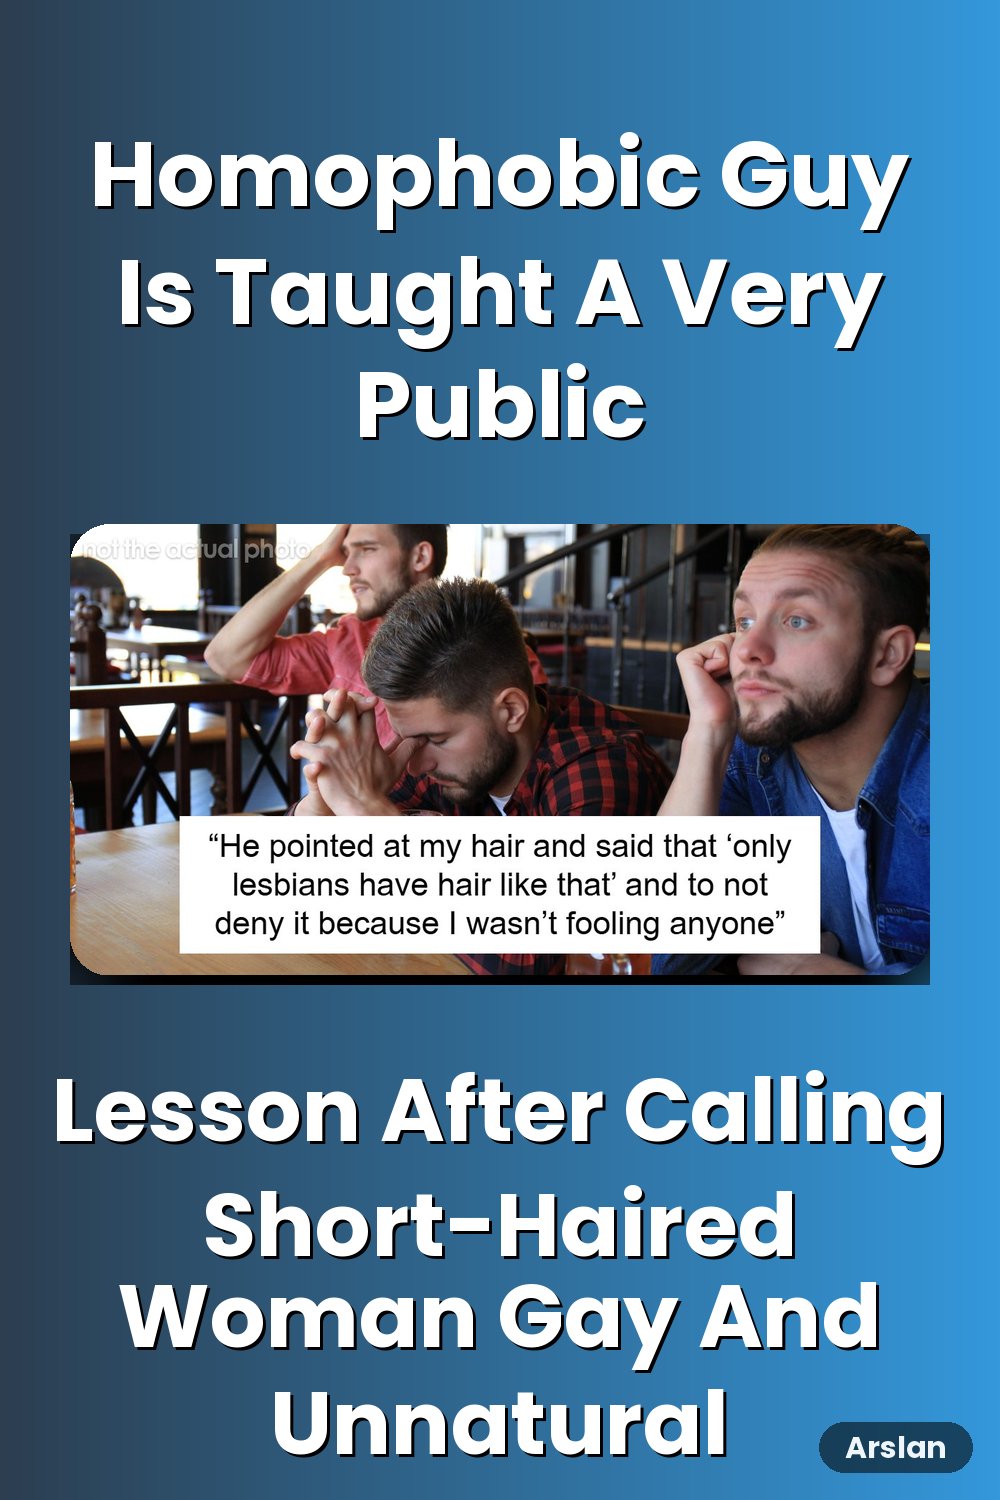 Homophobic Guy
Is Taught A Very
Public
not the actual photo
“He pointed at my hair and said that ‘only
lesbians have hair like that’ and to not
deny it because I wasn’t fooling anyone”
Lesson After Calling
Short-Haired
Woman Gay And
Unnatural
Arslan